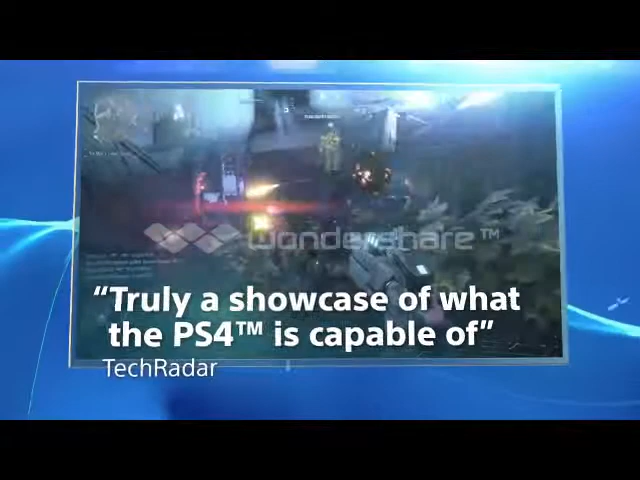 wondershare™
“Truly a showcase of what
the PS4™ is capable of”
TechRadar